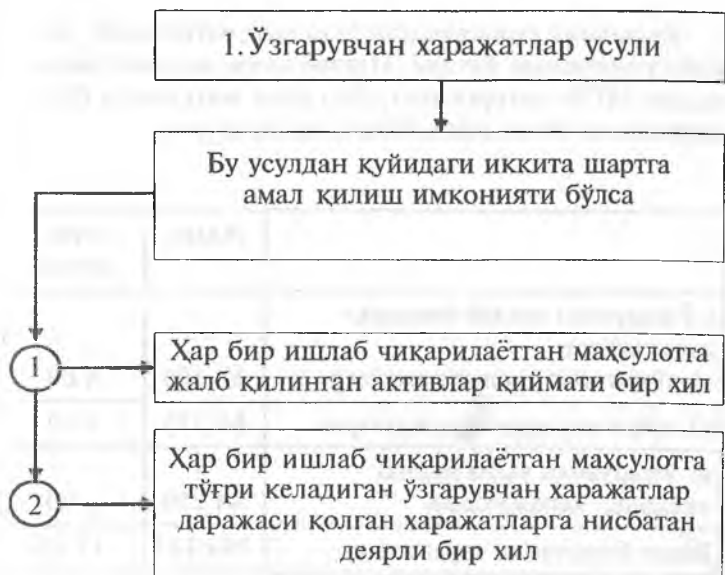 1. Ўзгарувчан харажатлар усули
Бу усулдан қуйидаги иккита шартга
амал қилиш имконияти бўлса
1
Ҳар бир ишлаб чиқарилаётган маҳсулотга
жалб қилинган активлар қиймати бир хил
2
Ҳар бир ишлаб чиқарилаётган маҳсулотга
тўғри келадиган ўзгарувчан харажатлар
даражаси қолган харажатларга нисбатан
деярли бир хил